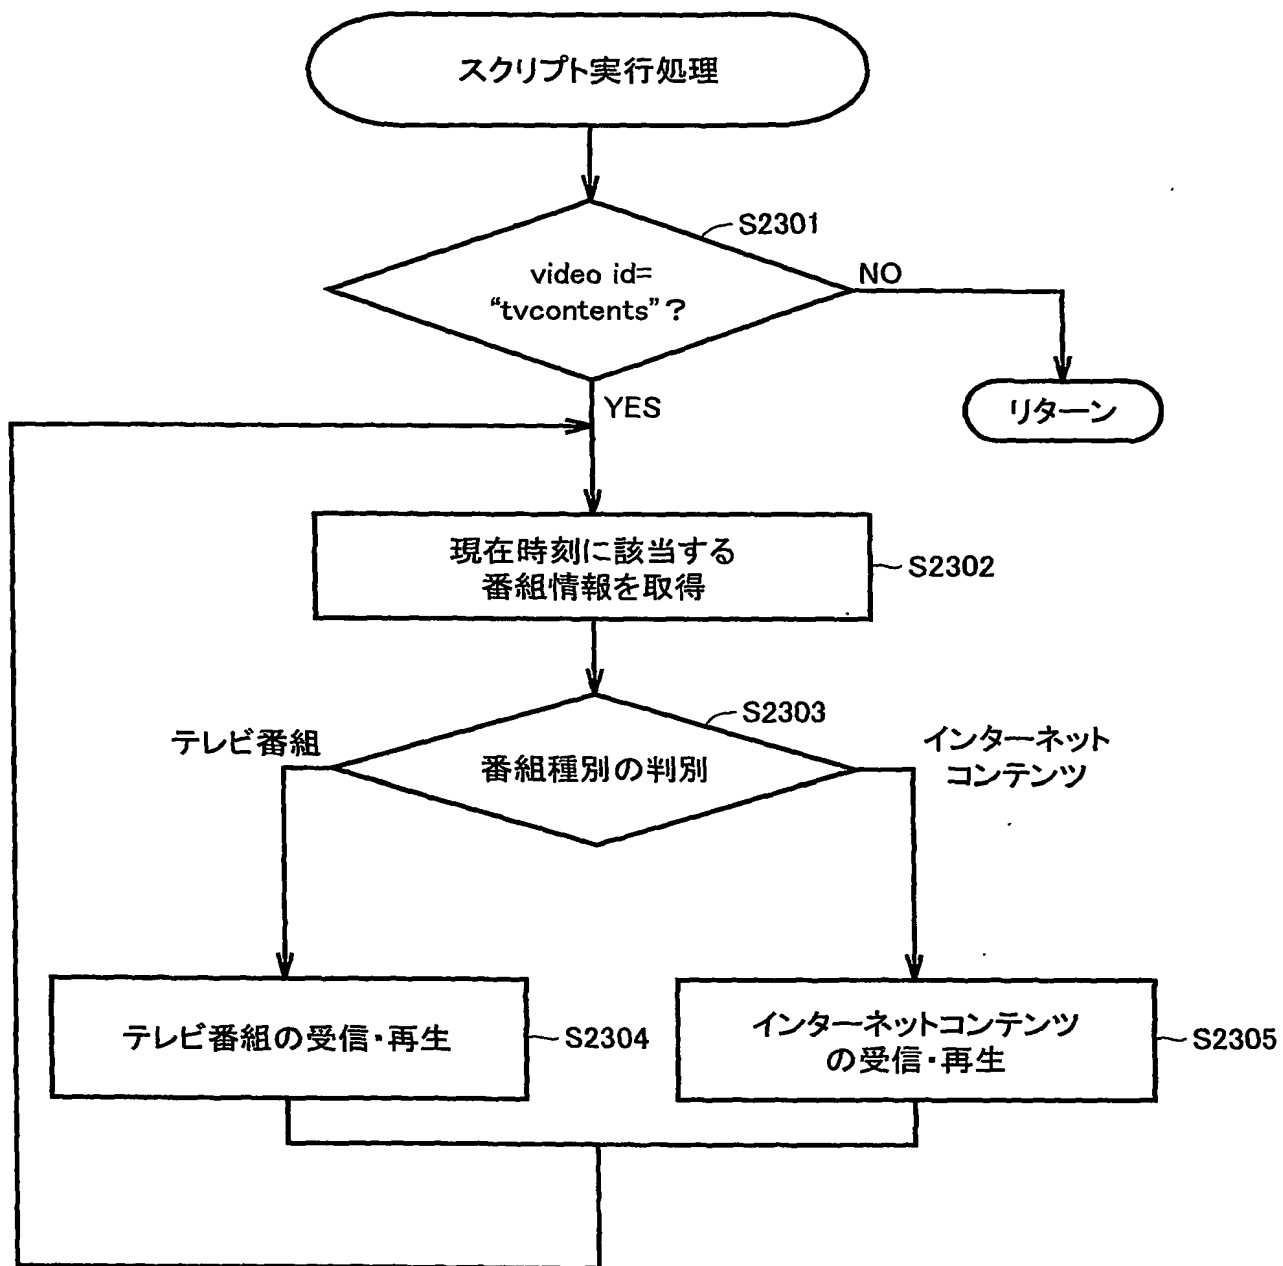 スクリプト実行処理
S2301
video id=
“tvcontents”？
NO
YES
リターン
現在時刻に該当する
番組情報を取得
S2302
S2303
テレビ番組
番組種別の判別
インターネット
コンテンツ
テレビ番組の受信・再生
S2304
インターネットコンテンツ
の受信・再生
S2305